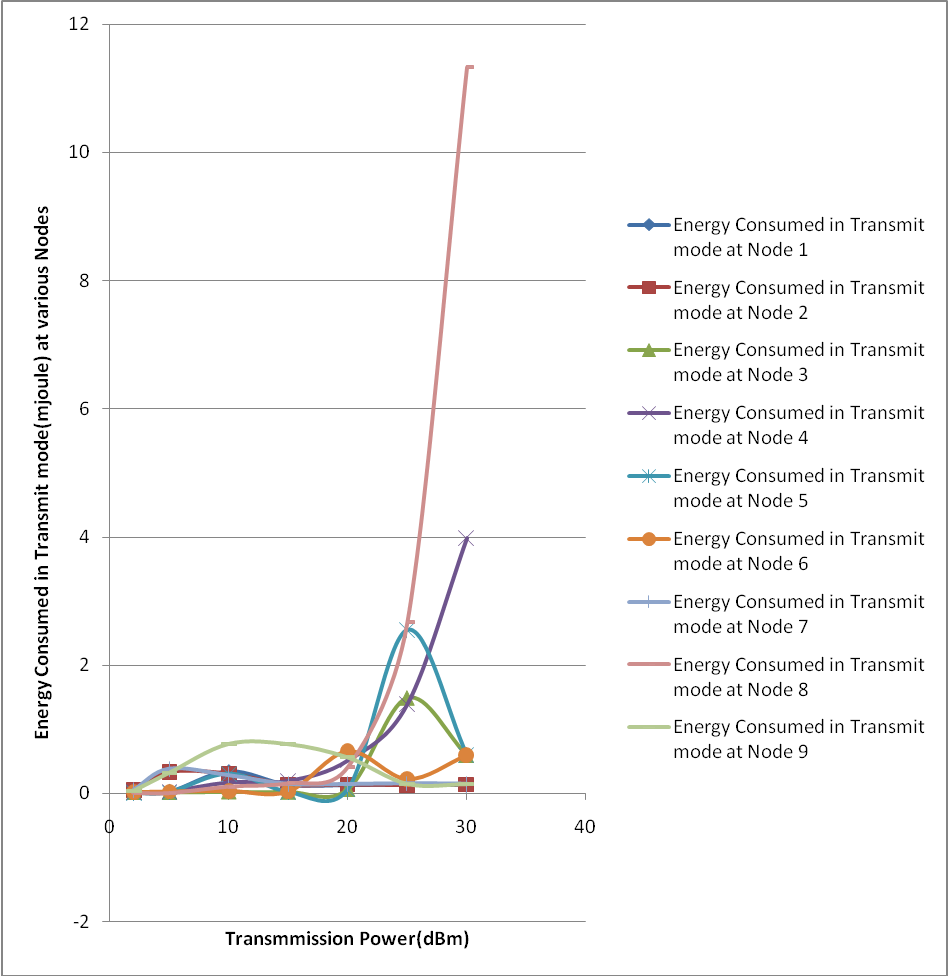 12
10
8
6
4
2
0
-2
0
10
20
30
40
Energy Consumed in Transmit mode(mjoule) at various Nodes
Transmmission Power(dBm)
Energy Consumed in Transmit
mode at Node 1
Energy Consumed in Transmit
mode at Node 2
Energy Consumed in Transmit
mode at Node 3
Energy Consumed in Transmit
mode at Node 4
Energy Consumed in Transmit
mode at Node 5
Energy Consumed in Transmit
mode at Node 6
Energy Consumed in Transmit
mode at Node 7
Energy Consumed in Transmit
mode at Node 8
Energy Consumed in Transmit
mode at Node 9